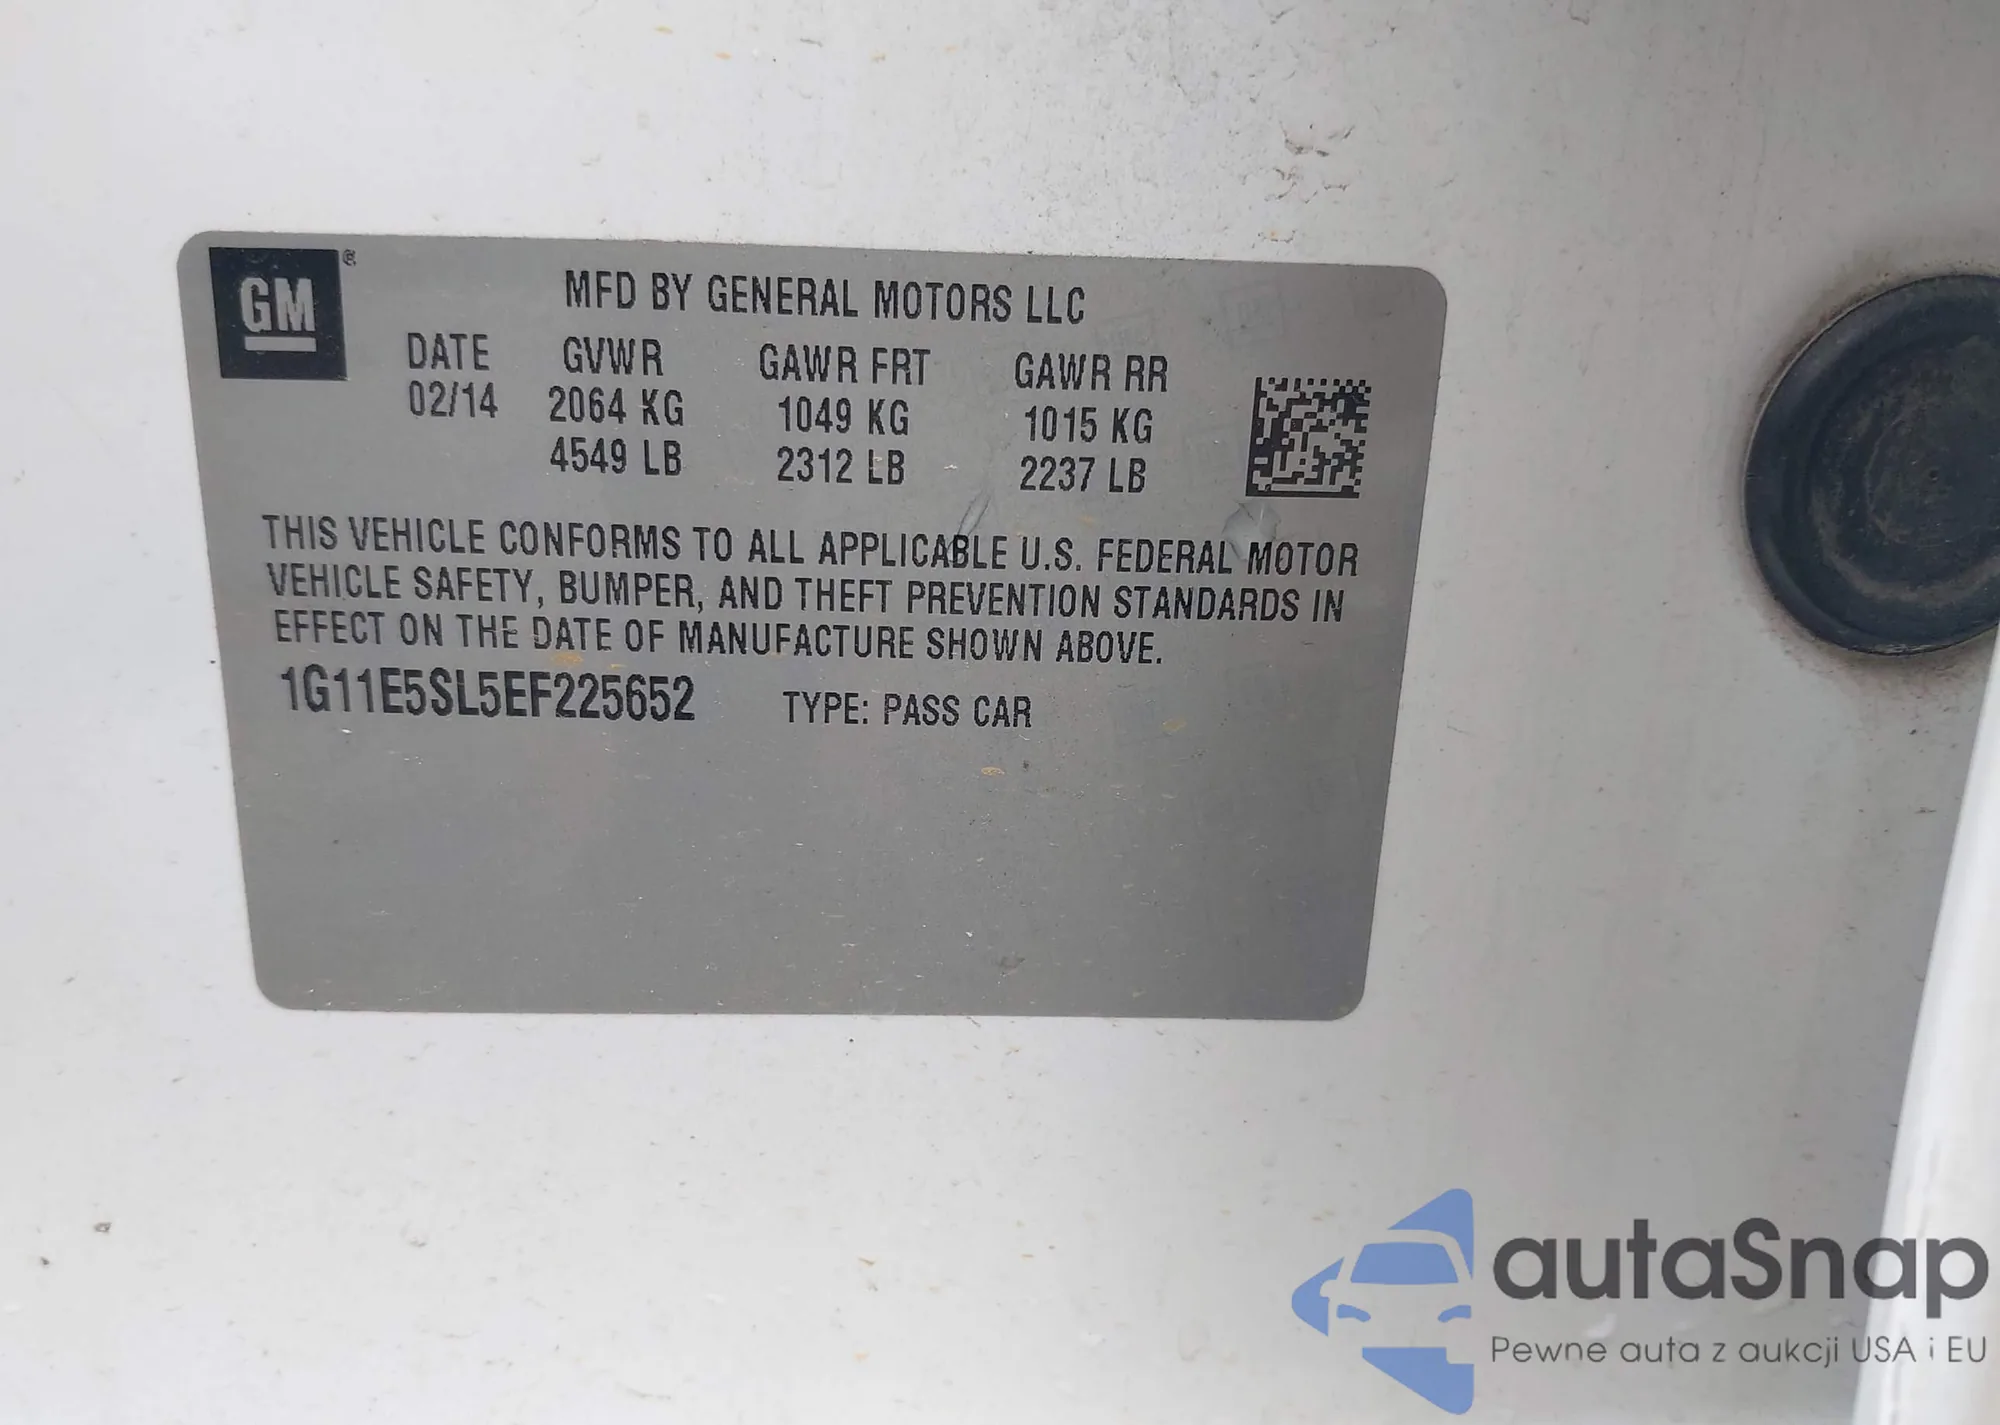 GM®
MFD BY GENERAL MOTORS LLC
DATE GVWR GAWR FRT GAWR RR
02/14 2064 KG 1049 KG 1015 KG
4549 LB 2312 LB 2237 LB
THIS VEHICLE CONFORMS TO ALL APPLICABLE U.S. FEDERAL MOTOR
VEHICLE SAFETY, BUMPER, AND THEFT PREVENTION STANDARDS IN
EFFECT ON THE DATE OF MANUFACTURE SHOWN ABOVE.
1G11E5SL5EF225652 TYPE: PASS CAR
autaSnap
Pewne auta z aukcji USA i EU